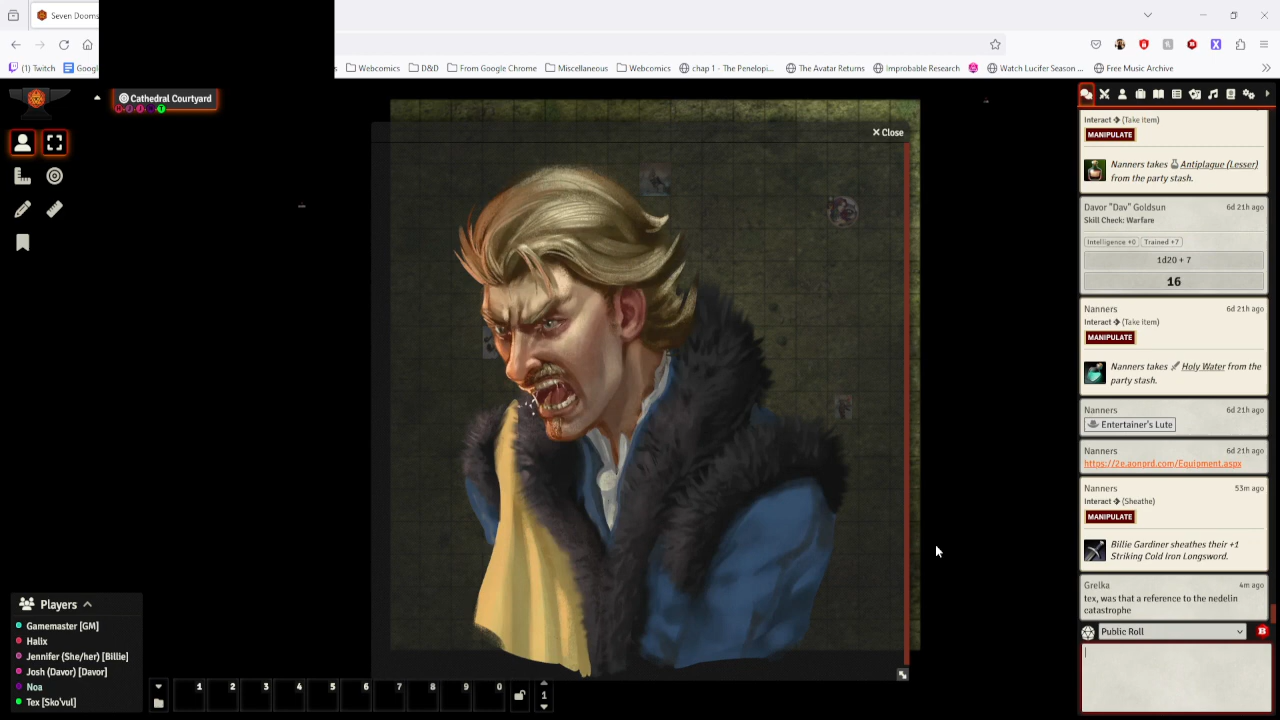 Seven Dooms
(1) Twitch
Googl
Webcomics
D&D
From Google Chrome
Miscellaneous
Webcomics
chap 1 - The Penelopi...
The Avatar Returns
Improbable Research
Watch Lucifer Season ...
Free Music Archive
Cathedral Courtyard
Close
Interact (Take Item)
MANIPULATE
Nanners takes Antiplague (Lesser)
from the party stash.
Davor "Dav" Goldsun 6d 21h ago
Skill Check: Warfare
Intelligence +0 Trained +7
1d20 + 7
16
Nanners 6d 21h ago
Interact (Take Item)
MANIPULATE
Nanners takes Holy Water from the
party stash.
Nanners 6d 21h ago
Entertainer's Lute
Nanners 6d 21h ago
https://2e.aonprd.com/Equipment.aspx
Nanners 53m ago
Interact (Sheathe)
MANIPULATE
Billie Gardiner sheathes their +1
Striking Cold Iron Longsword.
Grelka 4m ago
tex, was that a reference to the nedelin
catastrophe
Public Roll
Players
Gamemaster [GM]
Halix
Jennifer (She/her) [Billie]
Josh (Davor) [Davor]
Noa
Tex [Sko'vul]
1 2 3 4 5 6 7 8 9 0
1